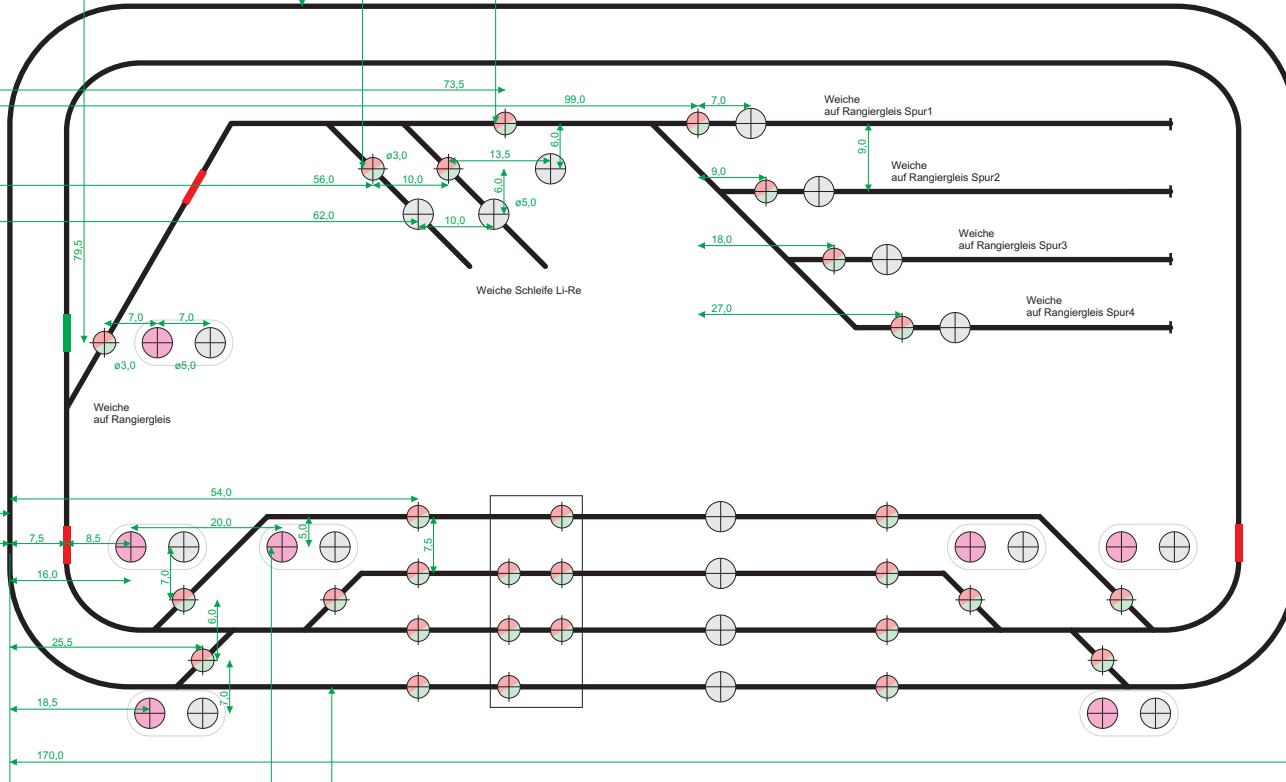 73,5
99,0
7,0
Weiche
auf Rangiergleis Spur1
6,0
9,0
ø3,0
13,5
Weiche
auf Rangiergleis Spur2
56,0
10,0
6,0
9,0
ø5,0
62,0
10,0
79,5
18,0
Weiche
auf Rangiergleis Spur3
Weiche Schleife Li-Re
27,0
Weiche
auf Rangiergleis Spur4
7,0
7,0
ø3,0
ø5,0
Weiche
auf Rangiergleis
54,0
20,0
5,0
7,5
7,5
8,5
7,0
16,0
6,0
25,5
7,0
18,5
170,0